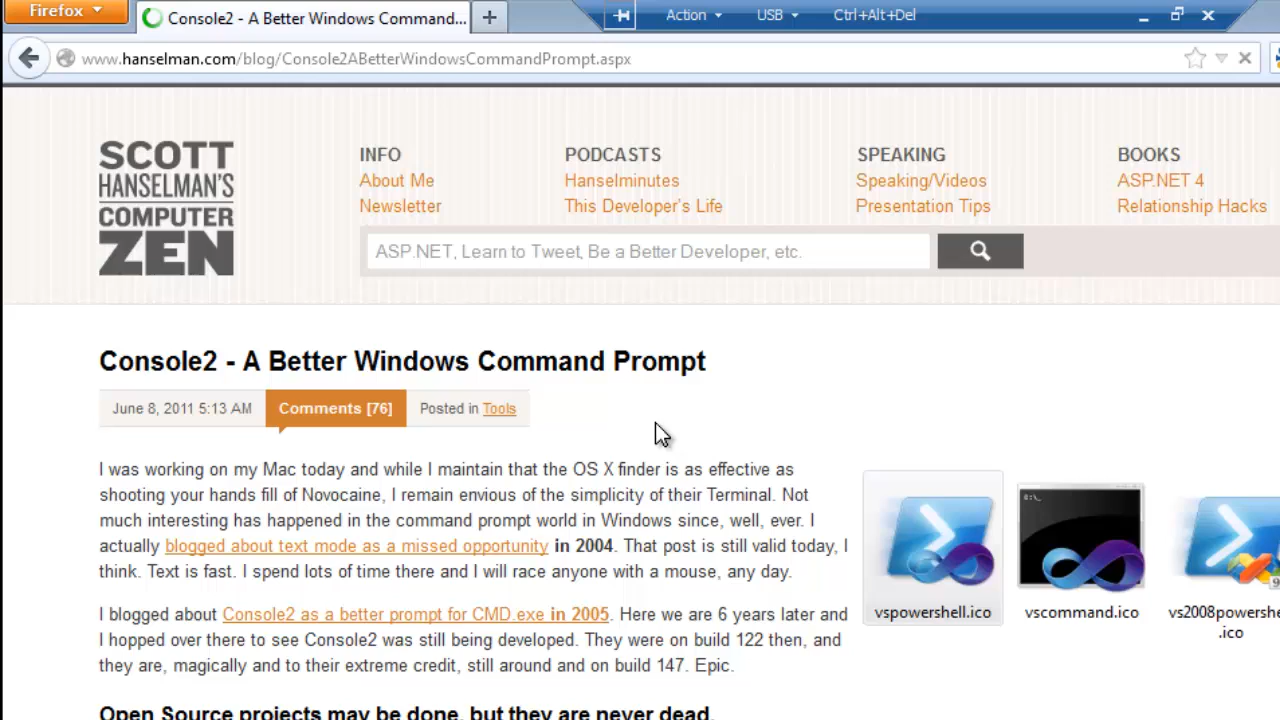 Firefox
Console2 - A Better Windows Command...
Action
USB
Ctrl+Alt+Del
www.hanselman.com/blog/Console2ABetterWindowsCommandPrompt.aspx
SCOTT
HANSELMAN'S
COMPUTER
ZEN
INFO
About Me
Newsletter
PODCASTS
Hanselminutes
This Developer's Life
SPEAKING
Speaking/Videos
Presentation Tips
BOOKS
ASP.NET 4
Relationship Hacks
ASP.NET, Learn to Tweet, Be a Better Developer, etc.
Console2 - A Better Windows Command Prompt
June 8, 2011 5:13 AM
Comments [76]
Posted in Tools
I was working on my Mac today and while I maintain that the OS X finder is as effective as
shooting your hands fill of Novocaine, I remain envious of the simplicity of their Terminal. Not
much interesting has happened in the command prompt world in Windows since, well, ever. I
actually blogged about text mode as a missed opportunity in 2004. That post is still valid today, I
think. Text is fast. I spend lots of time there and I will race anyone with a mouse, any day.
I blogged about Console2 as a better prompt for CMD.exe in 2005. Here we are 6 years later and
I hopped over there to see Console2 was still being developed. They were on build 122 then, and
they are, magically and to their extreme credit, still around and on build 147. Epic.
Open Source projects may be done, but they are never dead.
C:\_
vspowershell.ico
vscommand.ico
vs2008powershe
.ico
9